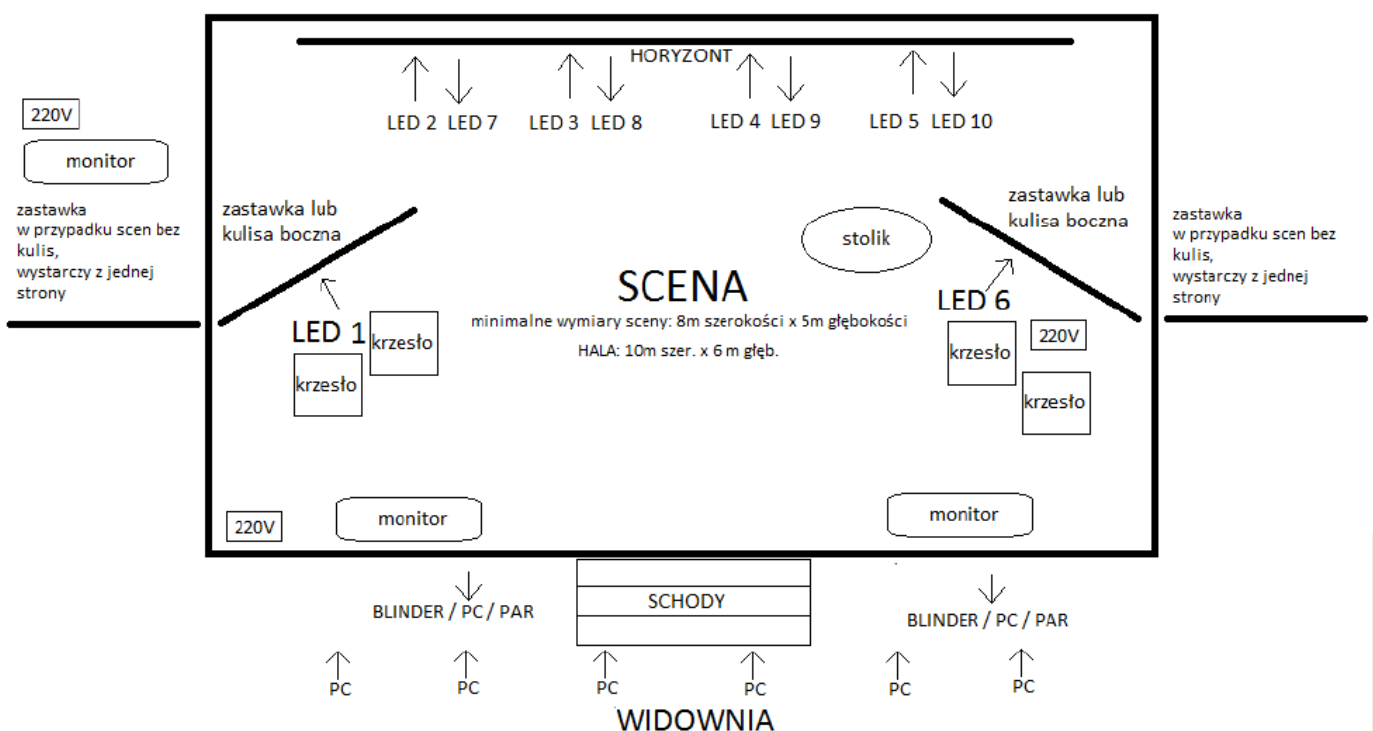 HORYZONT
LED 2 LED 7 LED 3 LED 8 LED 4 LED 9 LED 5 LED 10
220V
monitor
zastawka
w przypadku scen bez
kulis,
wystarczy z jednej
strony
zastawka lub
kulisa boczna
zastawka lub
kulisa boczna
zastawka
w przypadku scen bez
kulis,
wystarczy z jednej
strony
stolik
SCENA
minimalne wymiary sceny: 8m szerokości x 5m głębokości
HALA: 10m szer. x 6 m głęb.
LED 1
krzesło
krzesło
LED 6
220V
krzesło
krzesło
220V
monitor
monitor
BLINDER / PC / PAR
SCHODY
BLINDER / PC / PAR
PC PC PC PC PC PC
WIDOWNIA